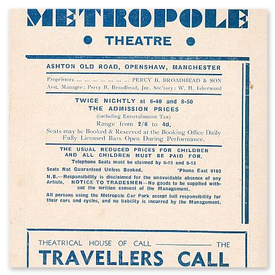 METROPOLE
THEATRE
ASHTON OLD ROAD, OPENSHAW, MANCHESTER
Proprietors PERCY B. BROADHEAD & SON
Asst. Manager: Percy B. Broadhead, Jnr. Sec'tary: W. H. Isherwood
TWICE NIGHTLY at 6-40 and 8-50
THE ADMISSION PRICES
(including Entertainment Tax)
Range from 2/4 to 4d.
Seats may be Booked & Reserved at the Booking Office Daily
Fully Licensed Bars Open During Performance.
THE USUAL REDUCED PRICES FOR CHILDREN
AND ALL CHILDREN MUST BE PAID FOR.
Telephone Seats must be claimed by 6-15 and 8-15
Seats Not Guaranteed Unless Booked. 'Phone East 0163
N.B.—Responsibility is disclaimed for the unavoidable absence of any
Artiste. NOTICE TO TRADESMEN—No goods to be supplied with-
out the written consent of the Management.
All persons using the Metropole Car Park accept full responsibility for
their cars and cycles, and no liability is incurred by the Management.
THEATRICAL HOUSE OF CALL — THE
TRAVELLERS CALL